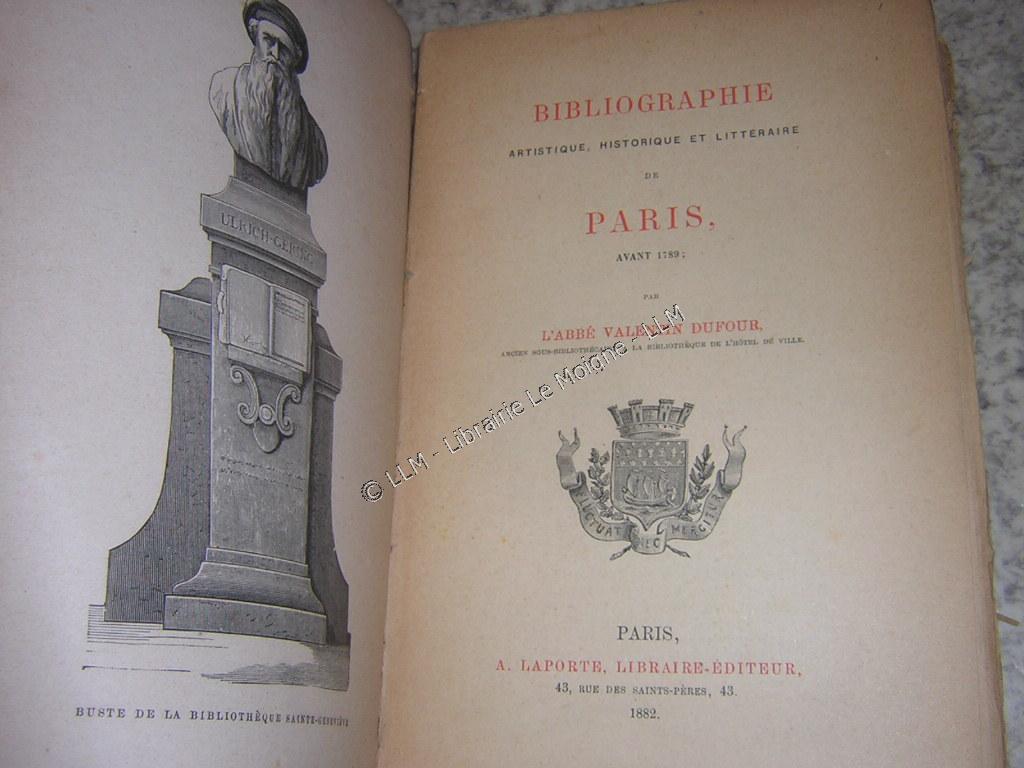 ULRICH-GERING
BUSTE DE LA BIBLIOTHÈQUE SAINTE-GENEVIÈVE
BIBLIOGRAPHIE
ARTISTIQUE, HISTORIQUE ET LITTÉRAIRE
DE
PARIS,
AVANT 1789;
PAR
L'ABBÉ VALENTIN DUFOUR,
ANCIEN SOUS-BIBLIOTHÉCAIRE LA BIBLIOTHÈQUE DE L'HÔTEL DE VILLE.
FLUCTUAT NEC MERGITUR
PARIS,
A. LAPORTE, LIBRAIRE-ÉDITEUR,
43, RUE DES SAINTS-PÈRES, 43.
1882.
© LLM - Librairie Le Moigne - LLM